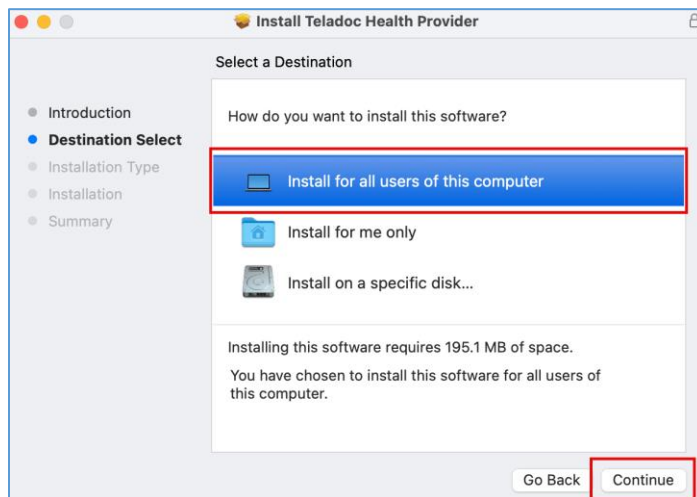 Install Teladoc Health Provider
Select a Destination
Introduction
Destination Select
Installation Type
Installation
Summary
How do you want to install this software?
Install for all users of this computer
Install for me only
Install on a specific disk...
Installing this software requires 195.1 MB of space.
You have chosen to install this software for all users of
this computer.
Go Back
Continue